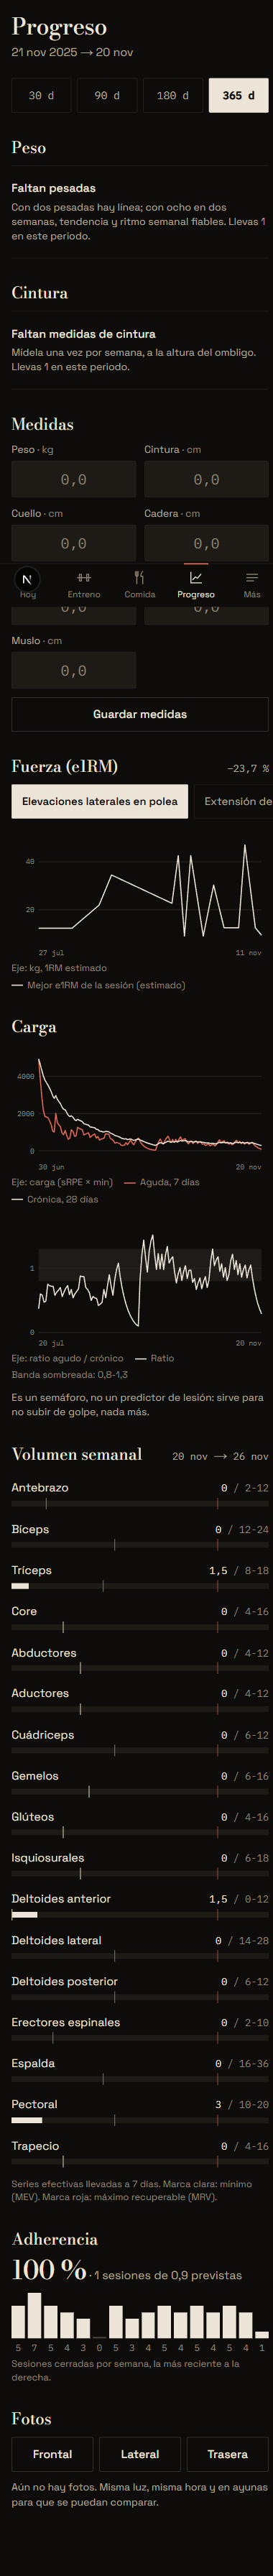 Progreso
21 nov 2025 → 20 nov
30 d 90 d 180 d 365 d
Peso
Faltan pesadas
Con dos pesadas hay línea; con ocho en dos
semanas, tendencia y ritmo semanal fiables. Llevas 1
en este periodo.
Cintura
Faltan medidas de cintura
Mídela una vez por semana, a la altura del ombligo.
Llevas 1 en este periodo.
Medidas
Peso · kg Cintura · cm
0,0 0,0
Cuello · cm Cadera · cm
0,0 0,0
N
Hoy Entreno Comida Progreso Más
0,0 0,0
Muslo · cm
0,0
Guardar medidas
Fuerza (e1RM) −23,7 %
Elevaciones laterales en polea Extensión de
40
20
27 jul 11 nov
Eje: kg, 1RM estimado
Mejor e1RM de la sesión (estimado)
Carga
4000
2000
0
30 jun 20 nov
Eje: carga (sRPE × min) Aguda, 7 días
Crónica, 28 días
1
0
20 jul 20 nov
Eje: ratio agudo / crónico Ratio
Banda sombreada: 0,8-1,3
Es un semáforo, no un predictor de lesión: sirve para
no subir de golpe, nada más.
Volumen semanal 20 nov → 26 nov
Antebrazo 0 / 2-12
Bíceps 0 / 12-24
Tríceps 1,5 / 8-18
Core 0 / 4-16
Abductores 0 / 4-12
Aductores 0 / 4-12
Cuádriceps 0 / 6-12
Gemelos 0 / 6-16
Glúteos 0 / 4-16
Isquiosurales 0 / 6-18
Deltoides anterior 1,5 / 0-12
Deltoides lateral 0 / 14-28
Deltoides posterior 0 / 6-12
Erectores espinales 0 / 2-10
Espalda 0 / 16-36
Pectoral 3 / 10-20
Trapecio 0 / 4-16
Series efectivas llevadas a 7 días. Marca clara: mínimo
(MEV). Marca roja: máximo recuperable (MRV).
Adherencia
100 % · 1 sesiones de 0,9 previstas
5 7 5 4 3 0 5 3 4 5 4 5 4 5 4 1
Sesiones cerradas por semana, la más reciente a la
derecha.
Fotos
Frontal Lateral Trasera
Aún no hay fotos. Misma luz, misma hora y en ayunas
para que se puedan comparar.